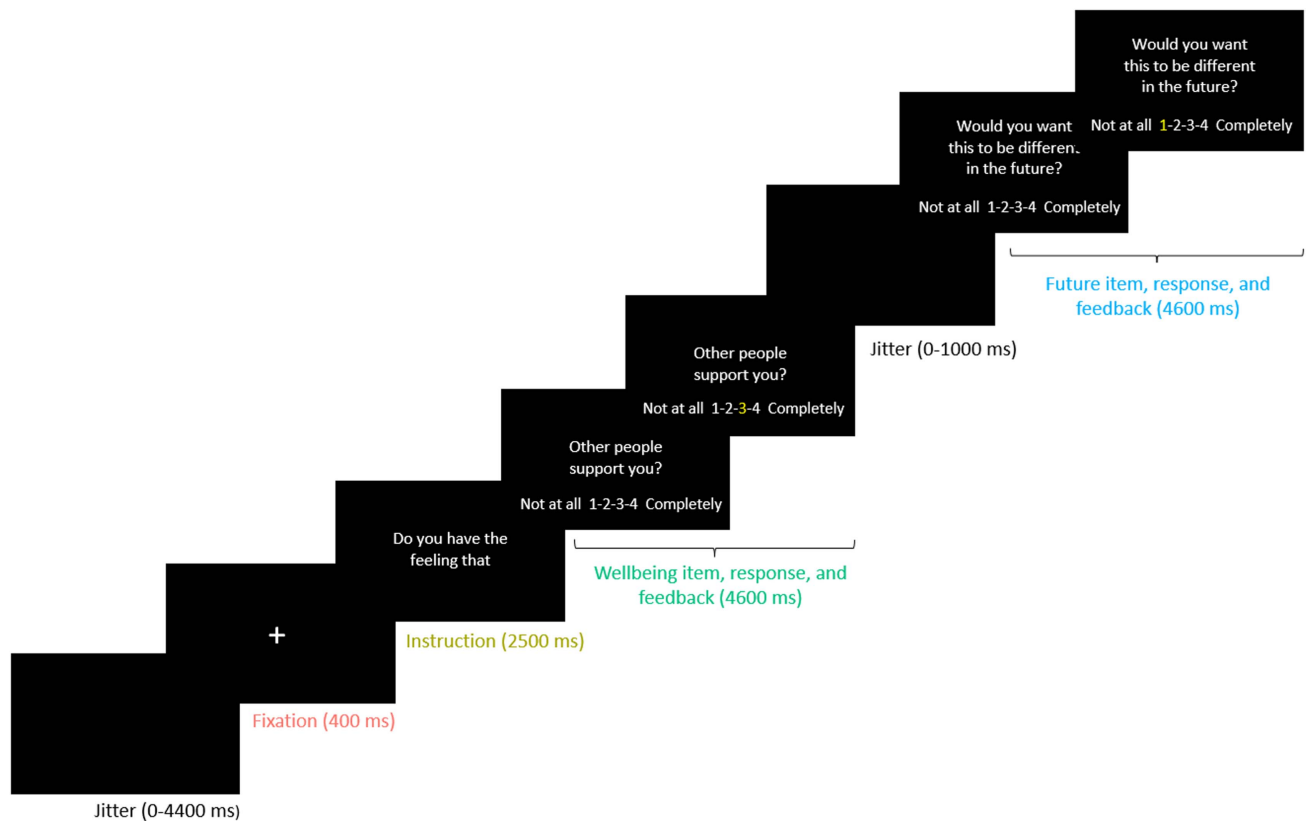 Would you want
this to be different
in the future?
Not at all 1-2-3-4 Completely
Would you want
this to be different
in the future?
Not at all 1-2-3-4 Completely
Future item, response, and
feedback (4600 ms)
Jitter (0-1000 ms)
Other people
support you?
Not at all 1-2-3-4 Completely
Other people
support you?
Not at all 1-2-3-4 Completely
Wellbeing item, response, and
feedback (4600 ms)
Do you have the
feeling that
Instruction (2500 ms)
+
Fixation (400 ms)
Jitter (0-4400 ms)